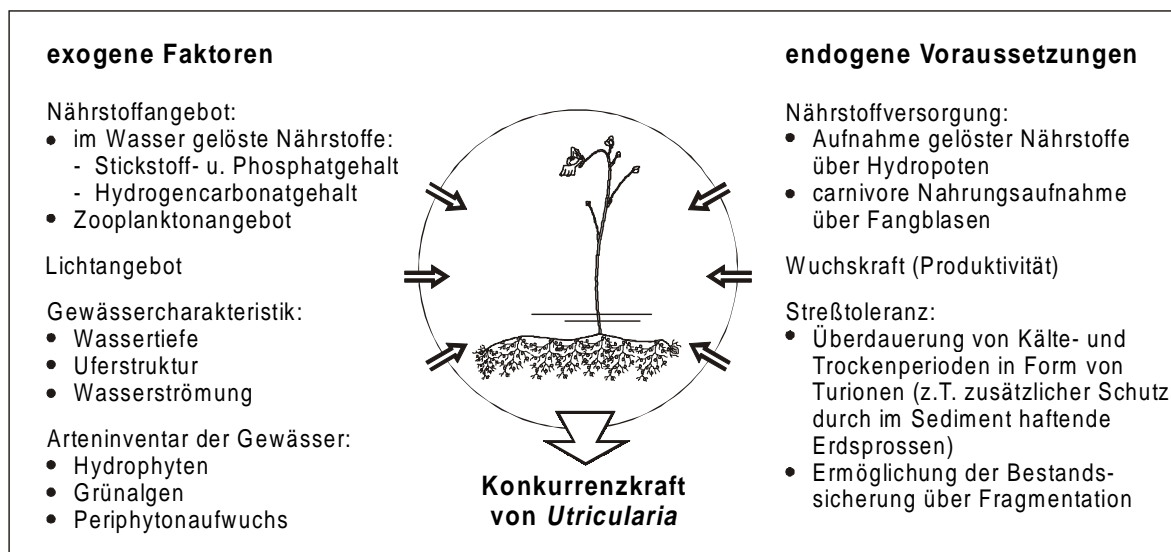 exogene Faktoren
Nährstoffangebot:
• im Wasser gelöste Nährstoffe:
- Stickstoff- u. Phosphatgehalt
- Hydrogencarbonatgehalt
• Zooplanktonangebot
Lichtangebot
Gewässercharakteristik:
• Wassertiefe
• Uferstruktur
• Wasserströmung
Arteninventar der Gewässer:
• Hydrophyten
• Grünalgen
• Periphytonaufwuchs
Konkurrenzkraft
von Utricularia
endogene Voraussetzungen
Nährstoffversorgung:
• Aufnahme gelöster Nährstoffe
über Hydropoten
• carnivore Nahrungsaufnahme
über Fangblasen
Wuchskraft (Produktivität)
Streßtoleranz:
• Überdauerung von Kälte- und
Trockenperioden in Form von
Turionen (z.T. zusätzlicher Schutz
durch im Sediment haftende
Erdsprossen)
• Ermöglichung der Bestands-
sicherung über Fragmentation